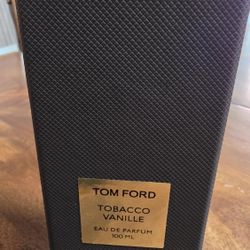 TOM FORD
TOBACCO
VANILLE
EAU DE PARFUM
100 ML